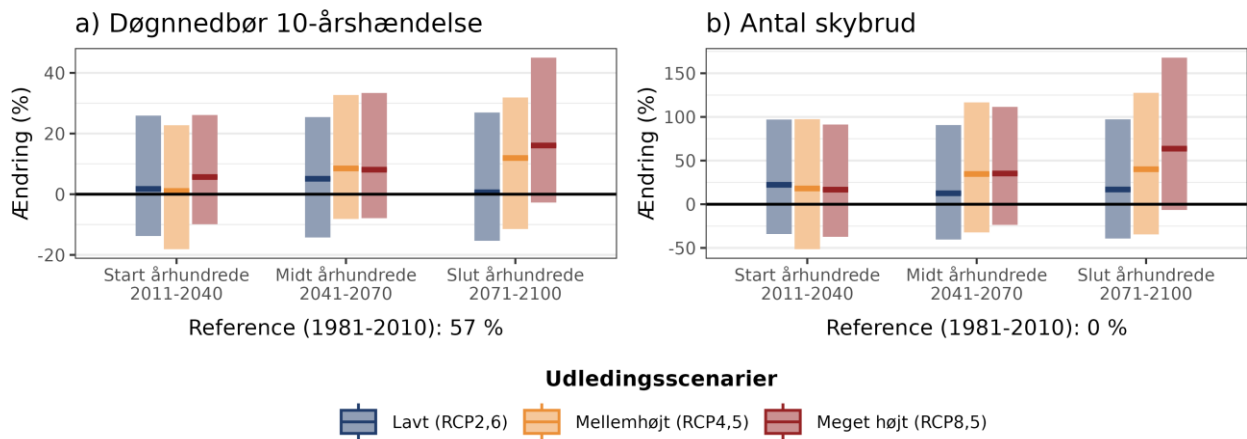 a) Døgnnedbør 10-årshændelse
Ændring (%)
40
20
0
-20
Start århundrede
2011-2040
Midt århundrede
2041-2070
Slut århundrede
2071-2100
Reference (1981-2010): 57 %
b) Antal skybrud
Ændring (%)
150
100
50
0
-50
Start århundrede
2011-2040
Midt århundrede
2041-2070
Slut århundrede
2071-2100
Reference (1981-2010): 0 %
Udledingsscenarier
Lavt (RCP2,6)
Mellemhøjt (RCP4,5)
Meget højt (RCP8,5)